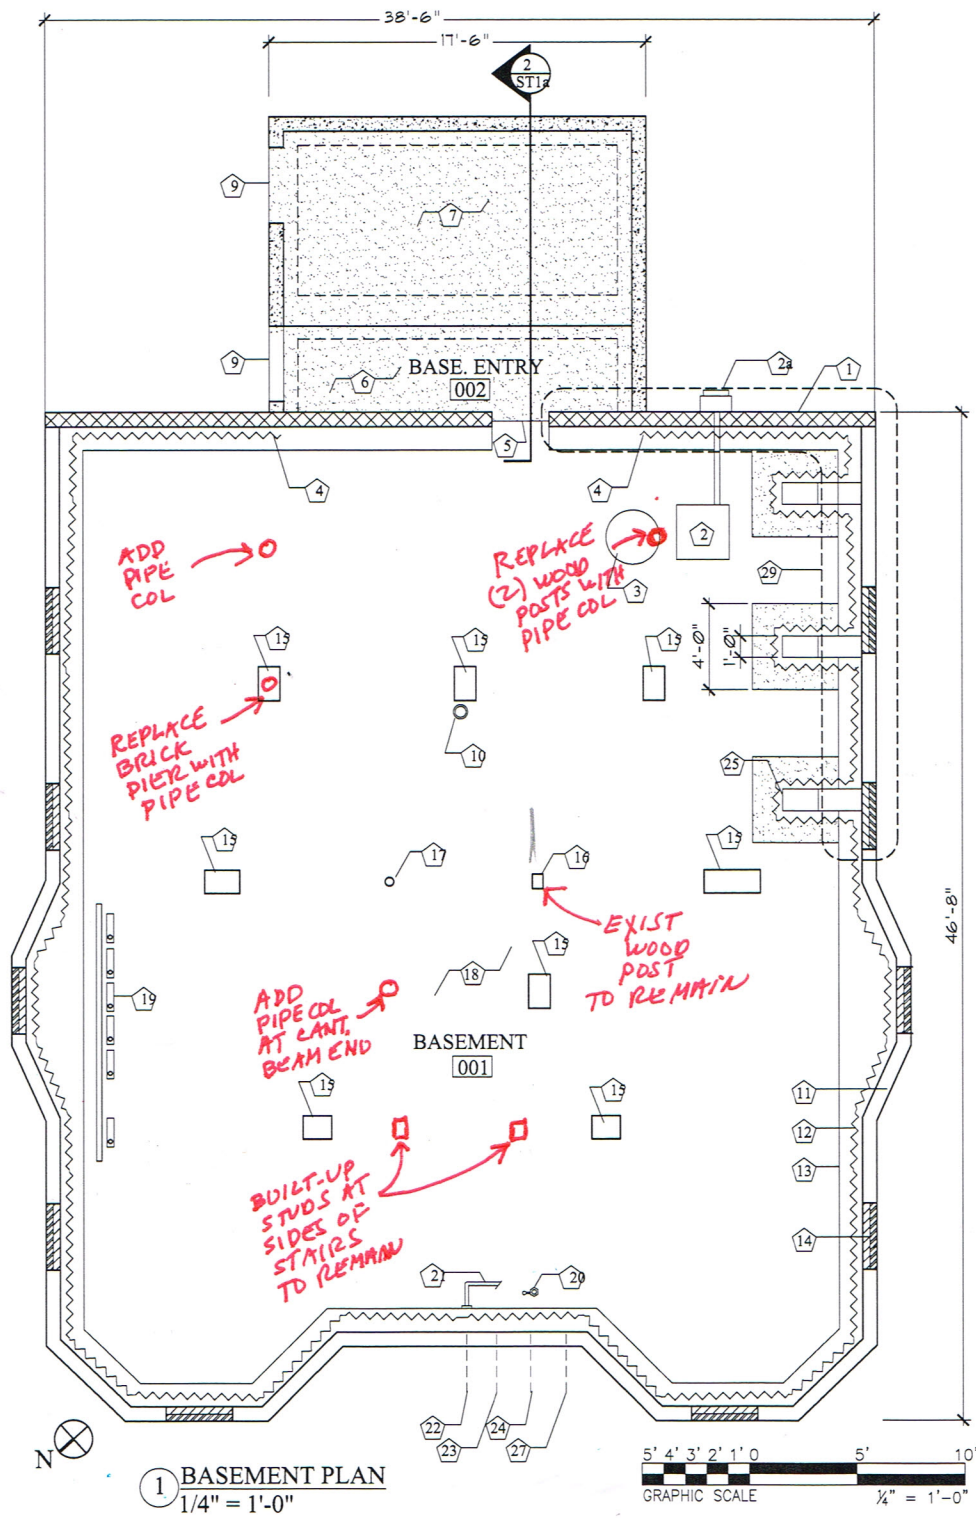 38'-6"
17'-6"
2
ST1a
9
7
2a
9
6
BASE. ENTRY
002
1
5
4
4
ADD
PIPE
COL
REPLACE
(2) WOOD
POSTS WITH
PIPE COL
2
3
29
15
15
15
4'-0"
1'-0"
REPLACE
BRICK
PIER WITH
PIPE COL
10
25
15
17
16
15
46'-8"
EXIST
WOOD
POST
TO REMAIN
15
18
19
ADD
PIPE COL
AT CANT.
BEAM END
BASEMENT
001
15
15
11
12
13
14
BUILT-UP
STUDS AT
SIDES OF
STAIRS
TO REMAIN
21
20
22
24
23
27
N
1
BASEMENT PLAN
1/4" = 1'-0"
5' 4' 3' 2' 1' 0 5' 10'
GRAPHIC SCALE
¼" = 1'-0"